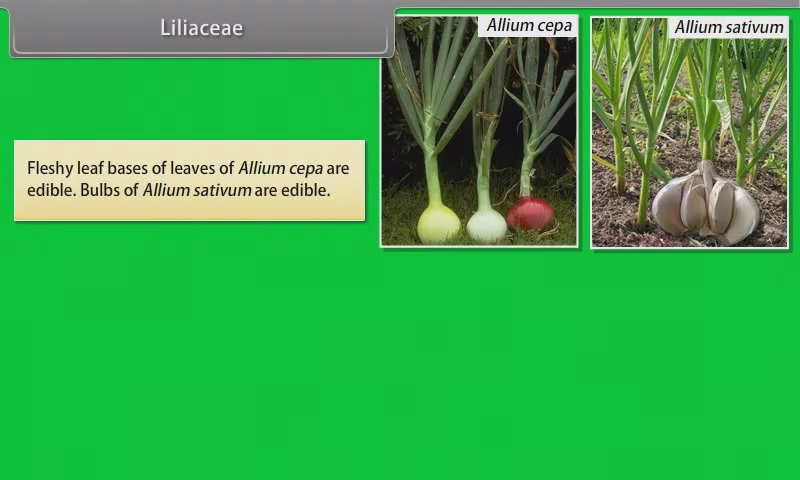 Liliaceae
Allium cepa
Allium sativum
Fleshy leaf bases of leaves of Allium cepa are
edible. Bulbs of Allium sativum are edible.